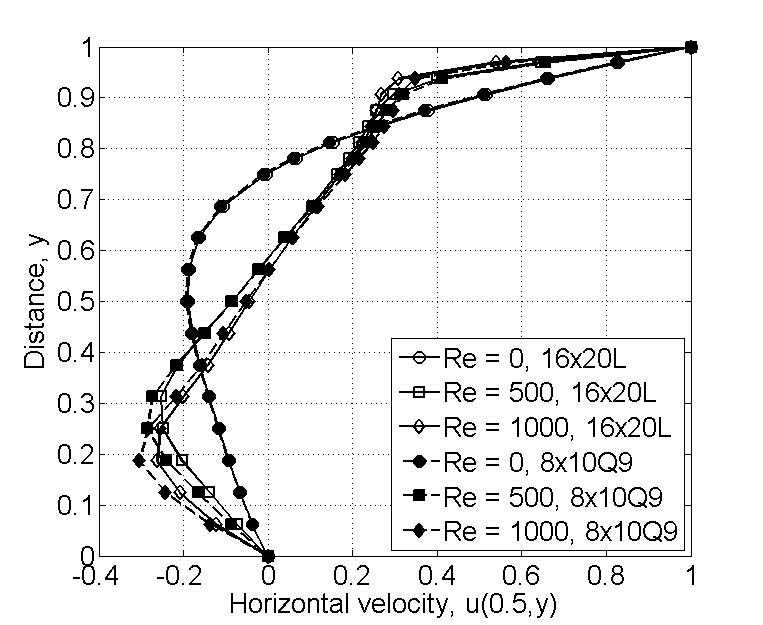 1
0.9
0.8
0.7
0.6
0.5
0.4
0.3
0.2
0.1
0
Distance, y
Re = 0, 16x20L
Re = 500, 16x20L
Re = 1000, 16x20L
Re = 0, 8x10Q9
Re = 500, 8x10Q9
Re = 1000, 8x10Q9
-0.4 -0.2 0 0.2 0.4 0.6 0.8 1
Horizontal velocity, u(0.5,y)